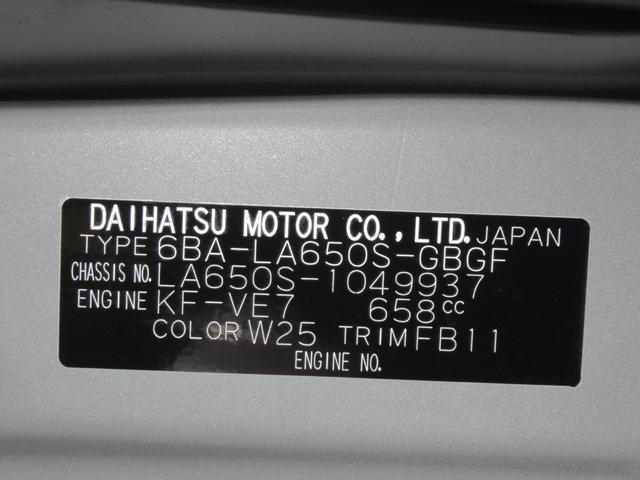 DAIHATSU MOTOR CO., LTD. JAPAN
TYPE 6BA-LA650S-GBGF
CHASSIS NO. LA650S-1049937
ENGINE KF-VE7 658cc
COLOR W25 TRIM FB11
ENGINE NO.